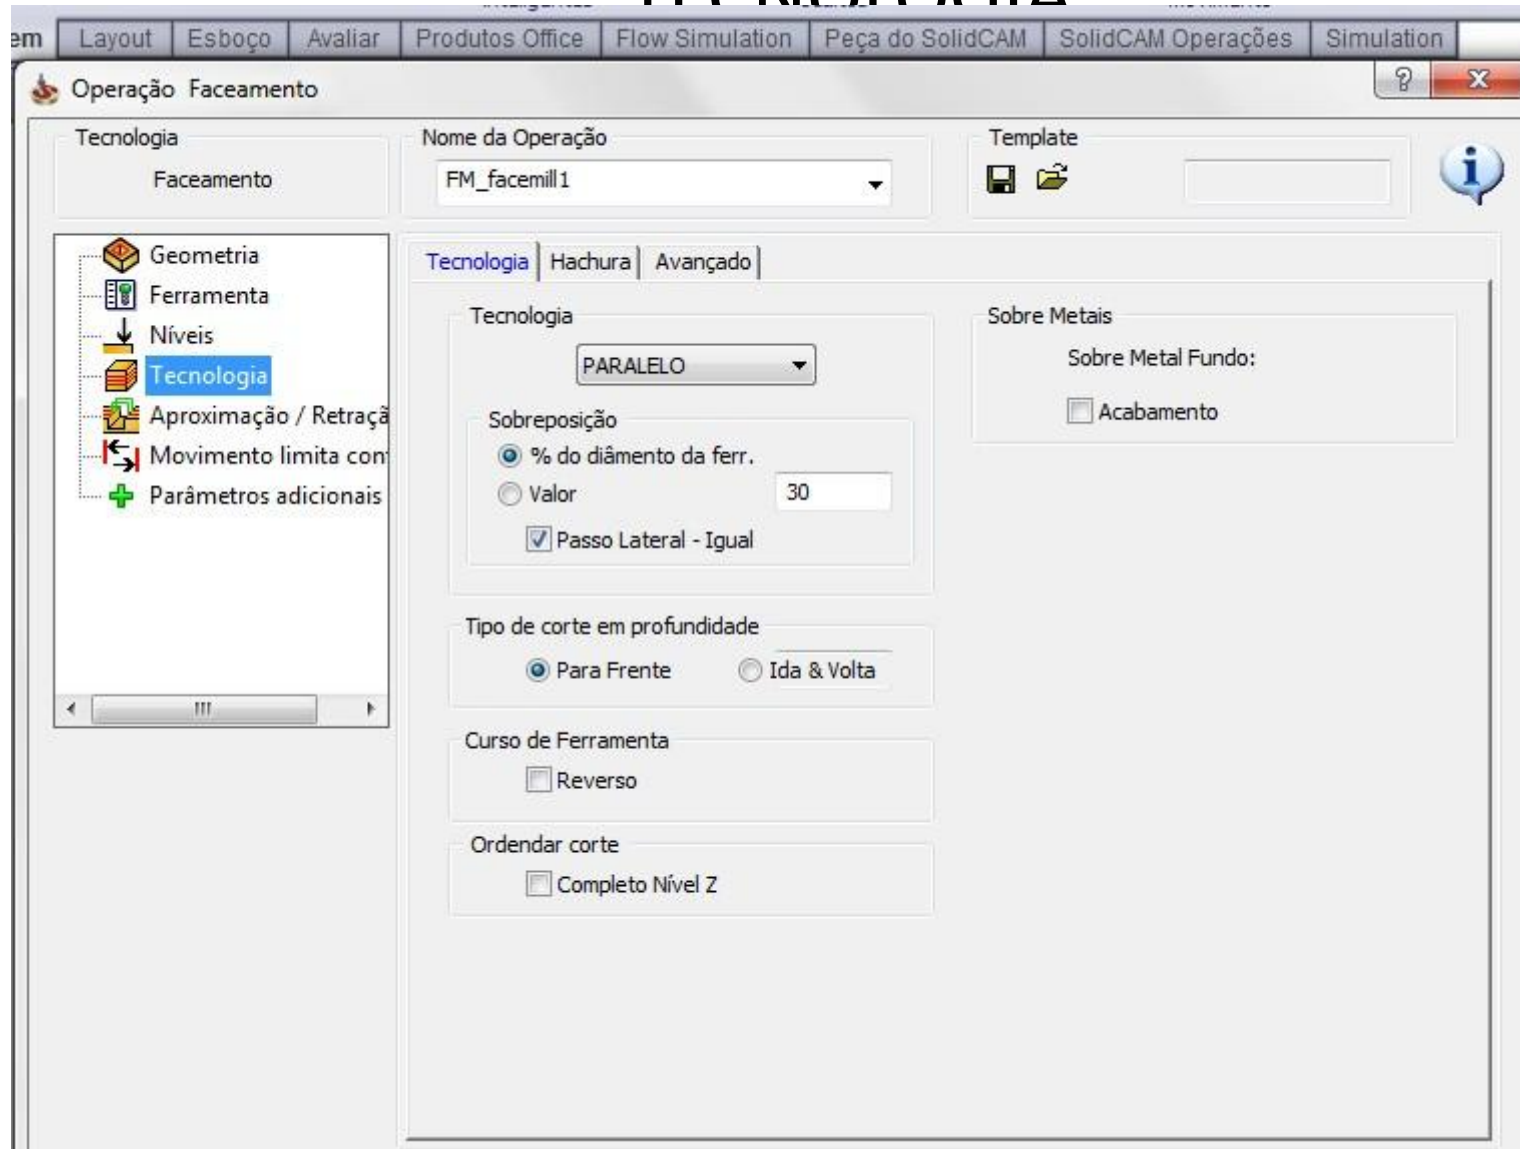 em Layout Esboço Avaliar Produtos Office Flow Simulation Peça do SolidCAM SolidCAM Operações Simulation
Operação Faceamento
Tecnologia
Faceamento
Nome da Operação
FM_facemill1
Template
Geometria
Ferramenta
Níveis
Tecnologia
Aproximação / Retraçã
Movimento limita con
Parâmetros adicionais
Tecnologia Hachura Avançado
Tecnologia
PARALELO
Sobreposição
% do diâmento da ferr.
Valor
30
Passo Lateral - Igual
Tipo de corte em profundidade
Para Frente Ida & Volta
Curso de Ferramenta
Reverso
Ordendar corte
Completo Nível Z
Sobre Metais
Sobre Metal Fundo:
Acabamento